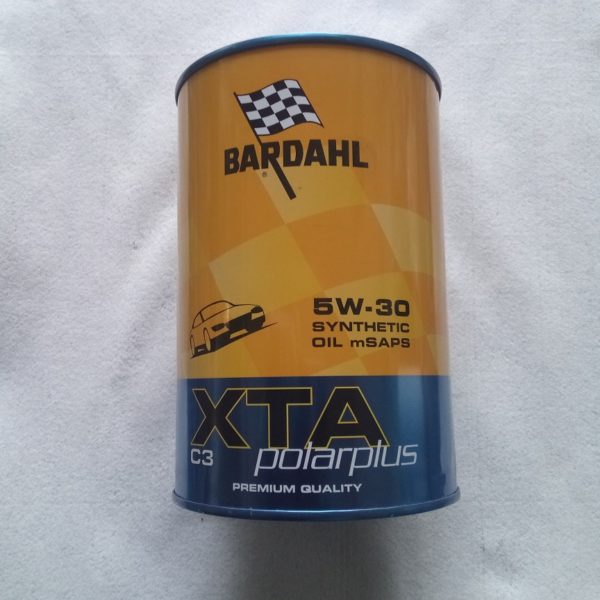 BARDAHL
5W-30
SYNTHETIC
OIL mSAPS
XTA
C3 polarplus
PREMIUM QUALITY